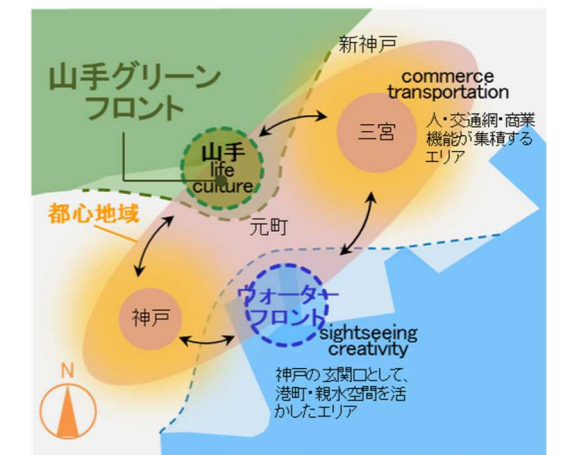 新神戸
山手グリーン
フロント
commerce
transportation
人・交通網・商業
機能が集積する
エリア
三宮
山手
life
culture
都心地域
元町
神戸
ウォーター
フロント
sightseeing
creativity
神戸の玄関口として、
港町・親水空間を活
かしたエリア
N